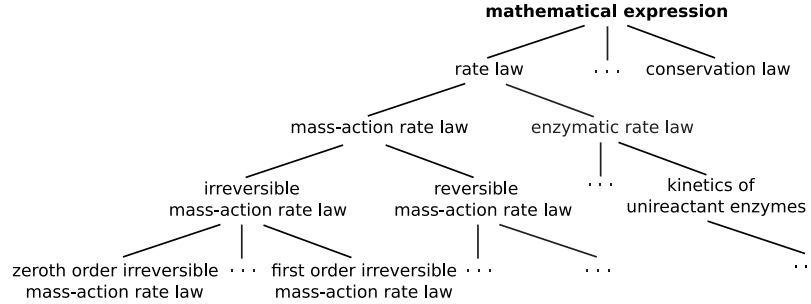 mathematical expression
rate law
. . .
conservation law
mass-action rate law
enzymatic rate law
irreversible
mass-action rate law
reversible
mass-action rate law
. . .
kinetics of
unireactant enzymes
zeroth order irreversible
mass-action rate law
. . .
first order irreversible
mass-action rate law
. . .
. . .
. .